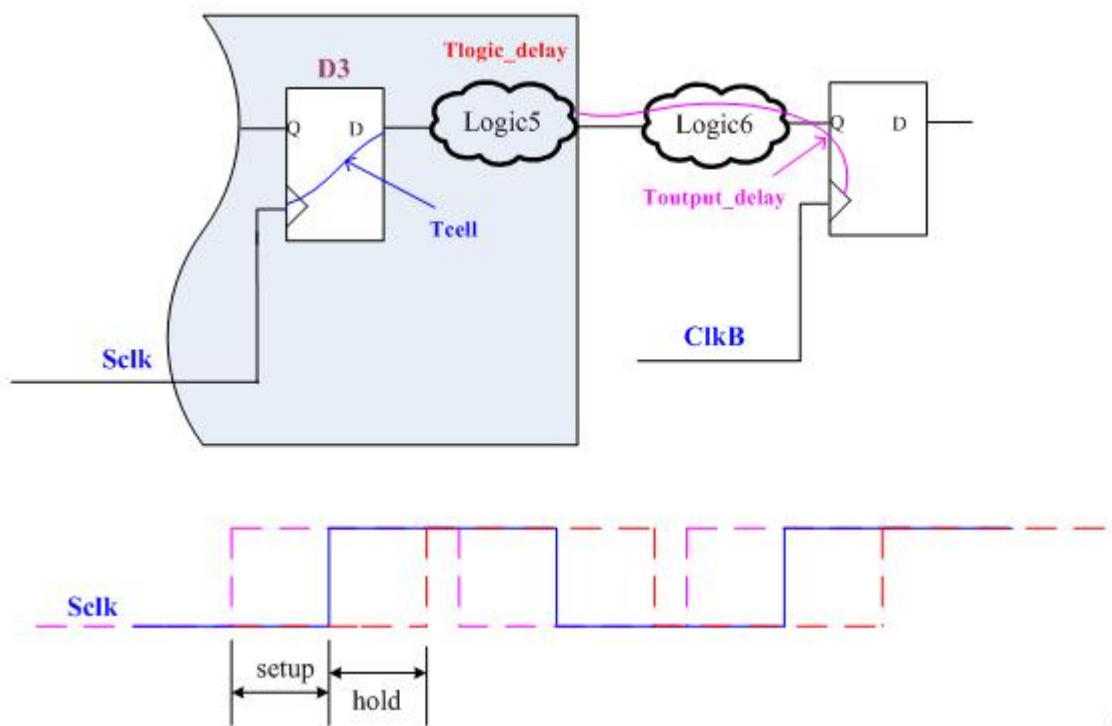 Tlogic_delay
D3
Q D
Logic5
Logic6
Q D
Tcell
Toutput_delay
Sclk
ClkB
Sclk
setup
hold